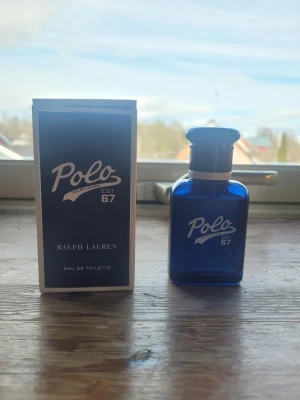 Polo
EST
67
RALPH LAUREN
EAU DE TOILETTE
Polo
EST
67